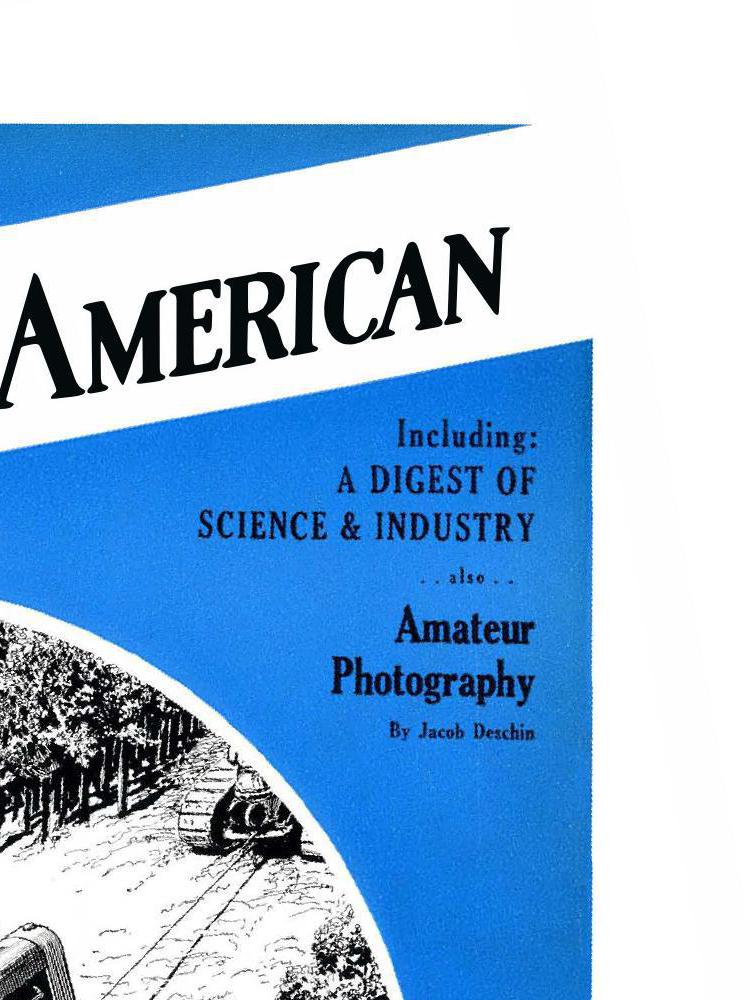 AMERICAN
Including:
A DIGEST OF
SCIENCE & INDUSTRY
. . also . .
Amateur
Photography
By Jacob Deschin